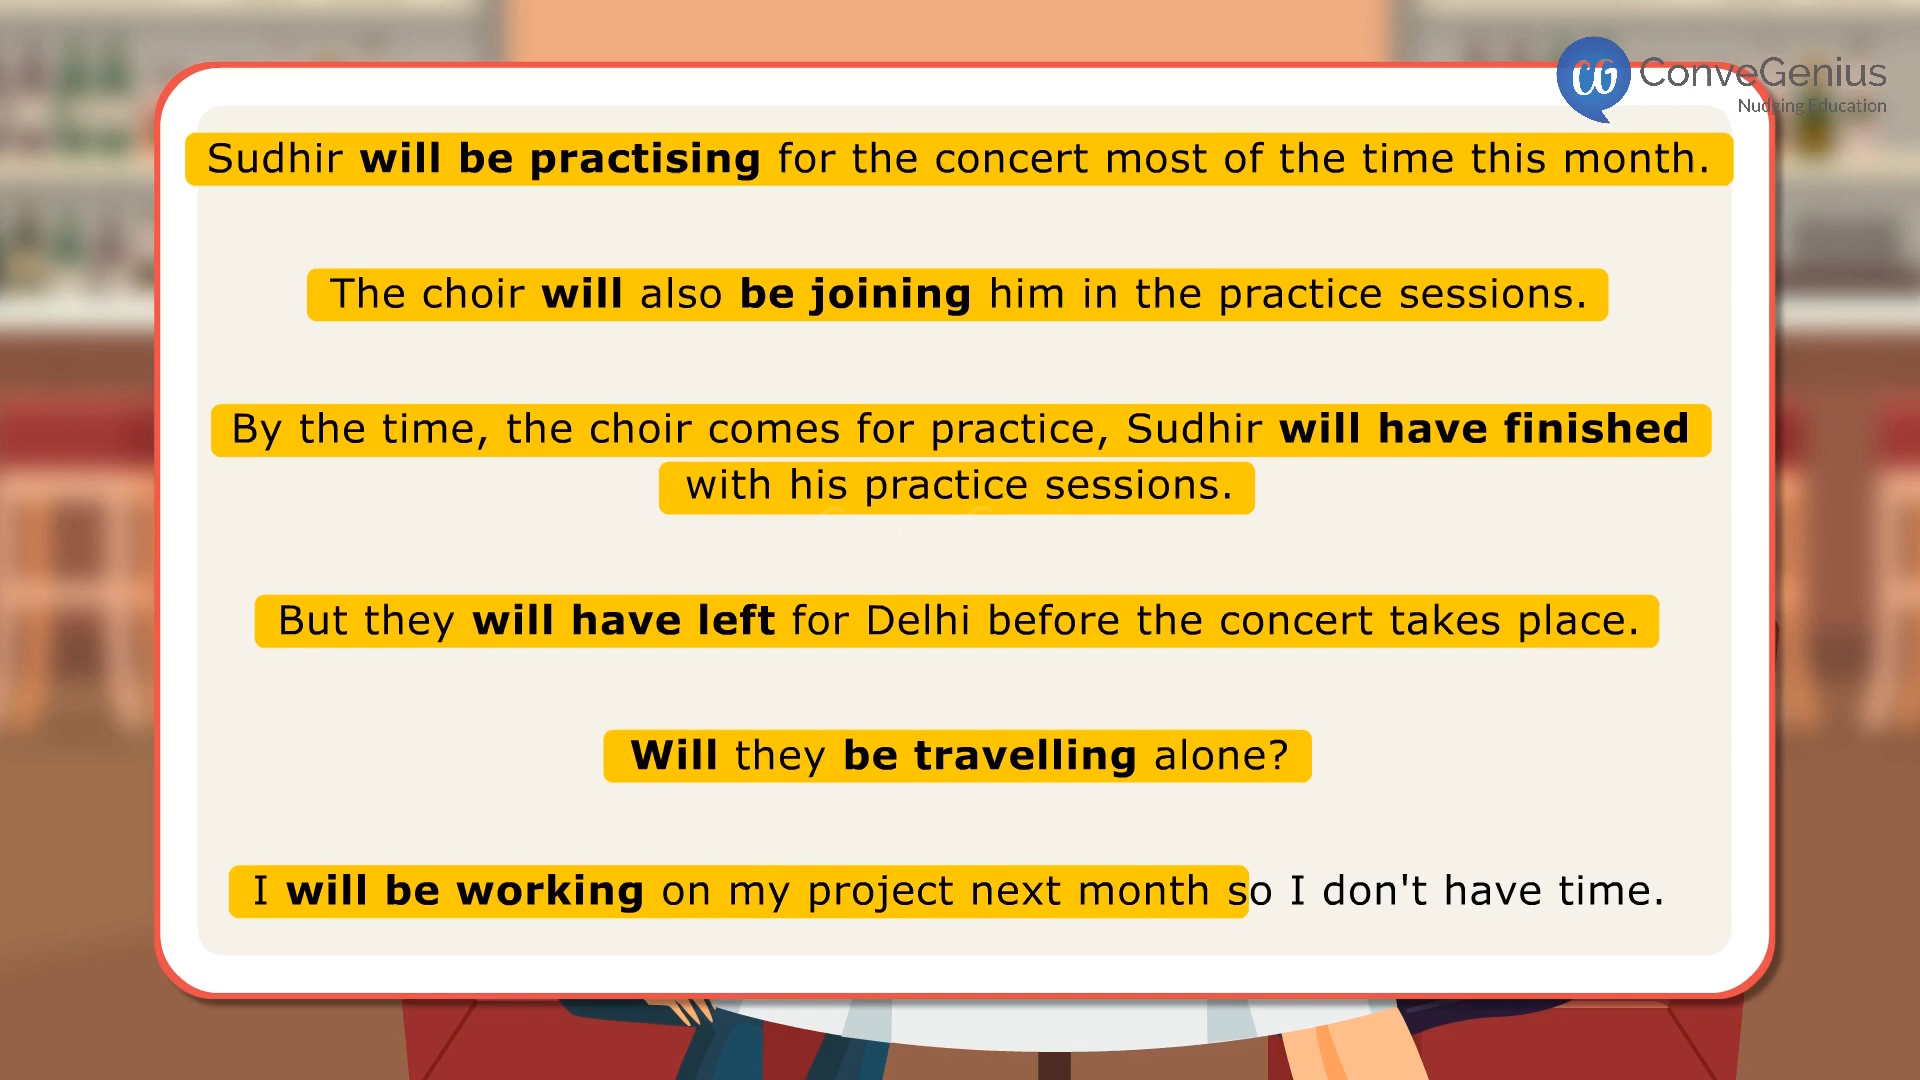 ConveGenius
Nudging Education
Sudhir will be practising for the concert most of the time this month.
The choir will also be joining him in the practice sessions.
By the time, the choir comes for practice, Sudhir will have finished
with his practice sessions.
But they will have left for Delhi before the concert takes place.
Will they be travelling alone?
I will be working on my project next month so I don't have time.